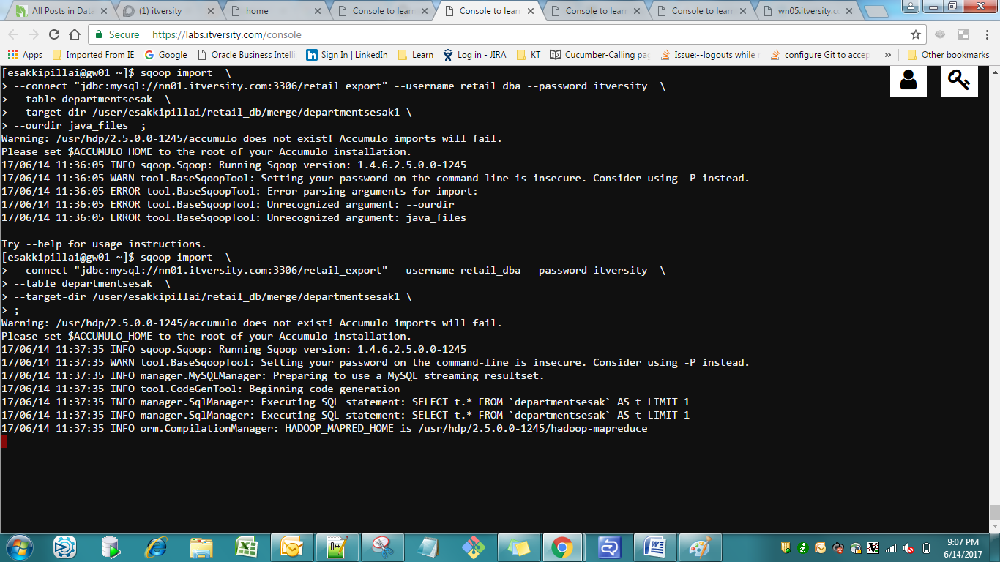 All Posts in Data
(1) itversity
home
Console to lear
Console to lear
Console to lear
Console to lear
wn05.itversity.co
Secure
https://labs.itversity.com/console
Apps
Imported From IE
Google
Oracle Business Intelli
Sign In | LinkedIn
Learn
Log in - JIRA
KT
Cucumber-Calling pag
Issue:--logouts while
configure Git to accep
»
Other bookmarks
[esakkipillai@gw01 ~]$ sqoop import \
> --connect "jdbc:mysql://nn01.itversity.com:3306/retail_export" --username retail_dba --password itversity \
> --table departmentsesak \
> --target-dir /user/esakkipillai/retail_db/merge/departmentsesak1 \
> --ourdir java_files ;
Warning: /usr/hdp/2.5.0.0-1245/accumulo does not exist! Accumulo imports will fail.
Please set $ACCUMULO_HOME to the root of your Accumulo installation.
17/06/14 11:36:05 INFO sqoop.Sqoop: Running Sqoop version: 1.4.6.2.5.0.0-1245
17/06/14 11:36:05 WARN tool.BaseSqoopTool: Setting your password on the command-line is insecure. Consider using -P instead.
17/06/14 11:36:05 ERROR tool.BaseSqoopTool: Error parsing arguments for import:
17/06/14 11:36:05 ERROR tool.BaseSqoopTool: Unrecognized argument: --ourdir
17/06/14 11:36:05 ERROR tool.BaseSqoopTool: Unrecognized argument: java_files
Try --help for usage instructions.
[esakkipillai@gw01 ~]$ sqoop import \
> --connect "jdbc:mysql://nn01.itversity.com:3306/retail_export" --username retail_dba --password itversity \
> --table departmentsesak \
> --target-dir /user/esakkipillai/retail_db/merge/departmentsesak1 \
> ;
Warning: /usr/hdp/2.5.0.0-1245/accumulo does not exist! Accumulo imports will fail.
Please set $ACCUMULO_HOME to the root of your Accumulo installation.
17/06/14 11:37:35 INFO sqoop.Sqoop: Running Sqoop version: 1.4.6.2.5.0.0-1245
17/06/14 11:37:35 WARN tool.BaseSqoopTool: Setting your password on the command-line is insecure. Consider using -P instead.
17/06/14 11:37:35 INFO manager.MySQLManager: Preparing to use a MySQL streaming resultset.
17/06/14 11:37:35 INFO tool.CodeGenTool: Beginning code generation
17/06/14 11:37:35 INFO manager.SqlManager: Executing SQL statement: SELECT t.* FROM `departmentsesak` AS t LIMIT 1
17/06/14 11:37:35 INFO manager.SqlManager: Executing SQL statement: SELECT t.* FROM `departmentsesak` AS t LIMIT 1
17/06/14 11:37:35 INFO orm.CompilationManager: HADOOP_MAPRED_HOME is /usr/hdp/2.5.0.0-1245/hadoop-mapreduce
9:07 PM
6/14/2017